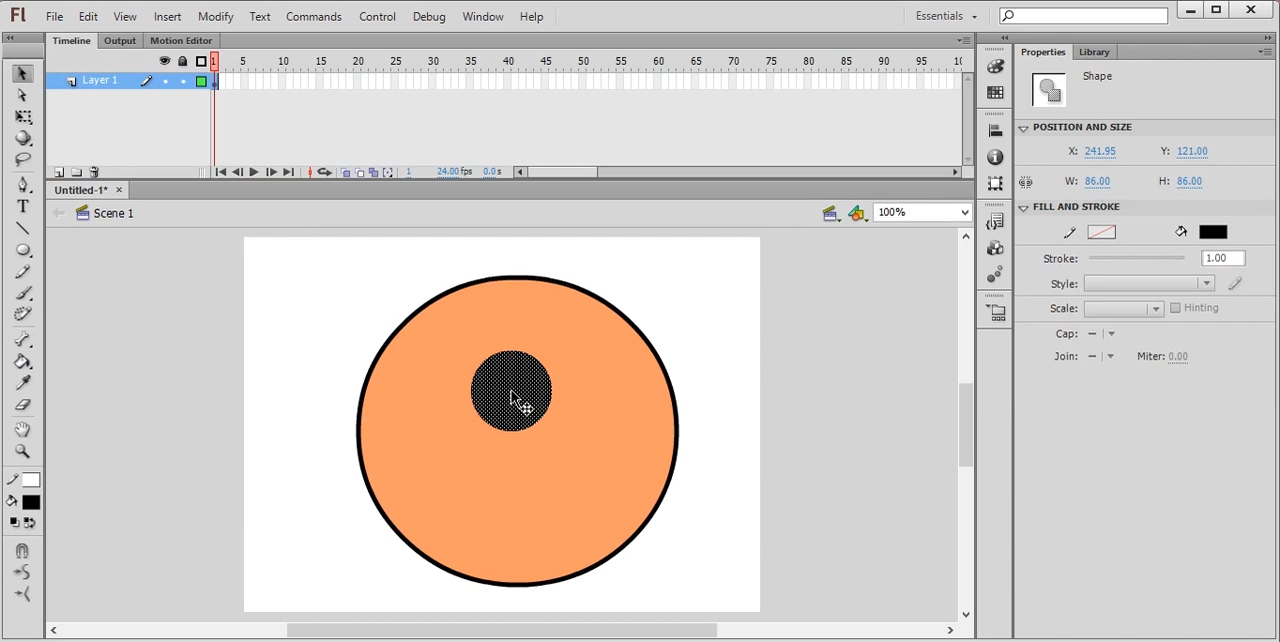 Fl File Edit View Insert Modify Text Commands Control Debug Window Help Essentials
Timeline Output Motion Editor
1 5 10 15 20 25 30 35 40 45 50 55 60 65 70 75 80 85 90 95 10
Layer 1
1 24.00 fps 0.0 s
Untitled-1* ×
Scene 1 100%
T
Properties Library
Shape
POSITION AND SIZE
X: 241.95 Y: 121.00
W: 86.00 H: 86.00
FILL AND STROKE
Stroke: 1.00
Style:
Scale: Hinting
Cap:
Join: Miter: 0.00